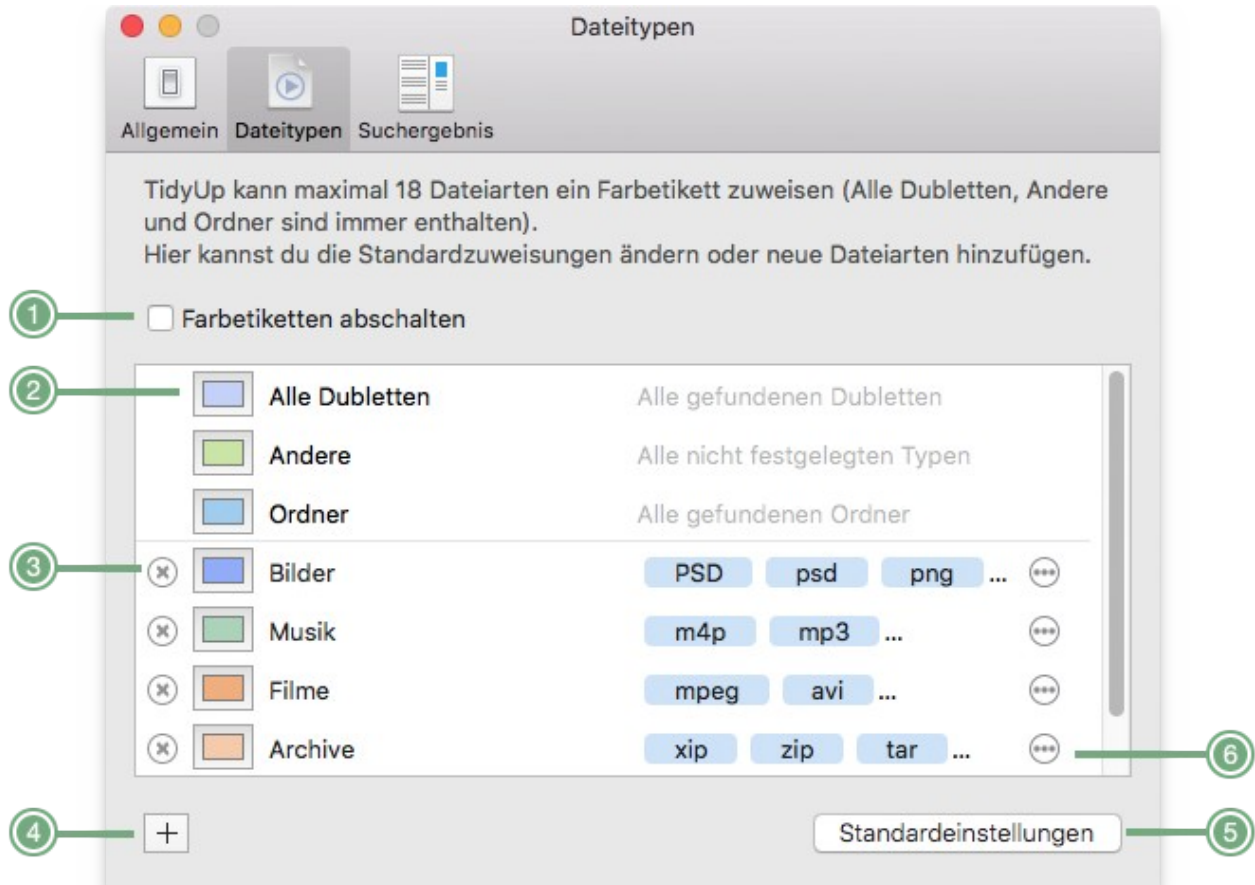 Dateitypen
Allgemein Dateitypen Suchergebnis
TidyUp kann maximal 18 Dateiarten ein Farbetikett zuweisen (Alle Dubletten, Andere
und Ordner sind immer enthalten).
Hier kannst du die Standardzuweisungen ändern oder neue Dateiarten hinzufügen.
1 Farbetiketten abschalten
2 Alle Dubletten Alle gefundenen Dubletten
Andere Alle nicht festgelegten Typen
Ordner Alle gefundenen Ordner
3 Bilder PSD psd png ...
Musik m4p mp3 ...
Filme mpeg avi ...
Archive xip zip tar ... 6
4 + Standardeinstellungen 5